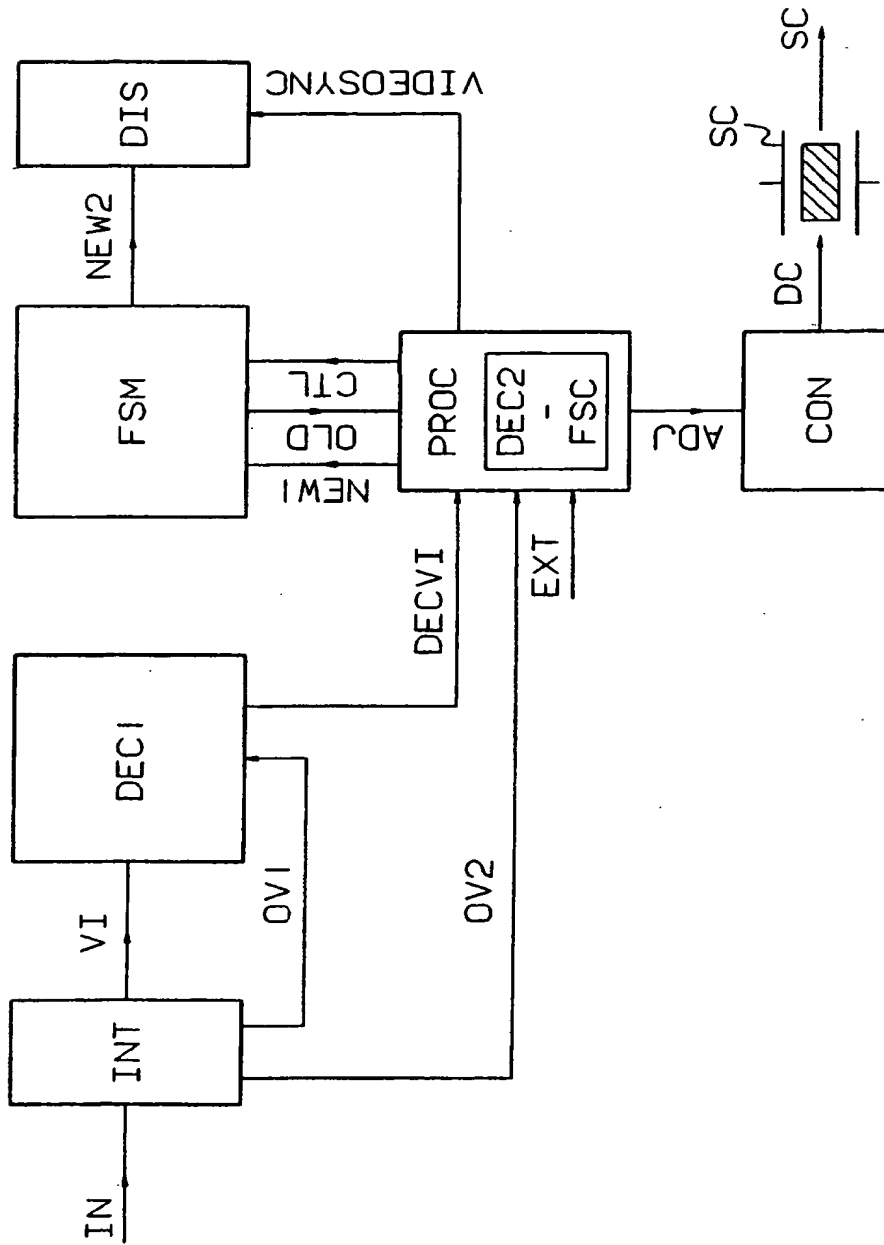 IN
INT
VI
OV1
OV2
DEC1
DECVI
EXT
FSM
NEW1
OLD
CTL
PROC
DEC2
-
FSC
NEW2
DIS
VIDEOSYNC
ADJ
CON
DC
SC
SC